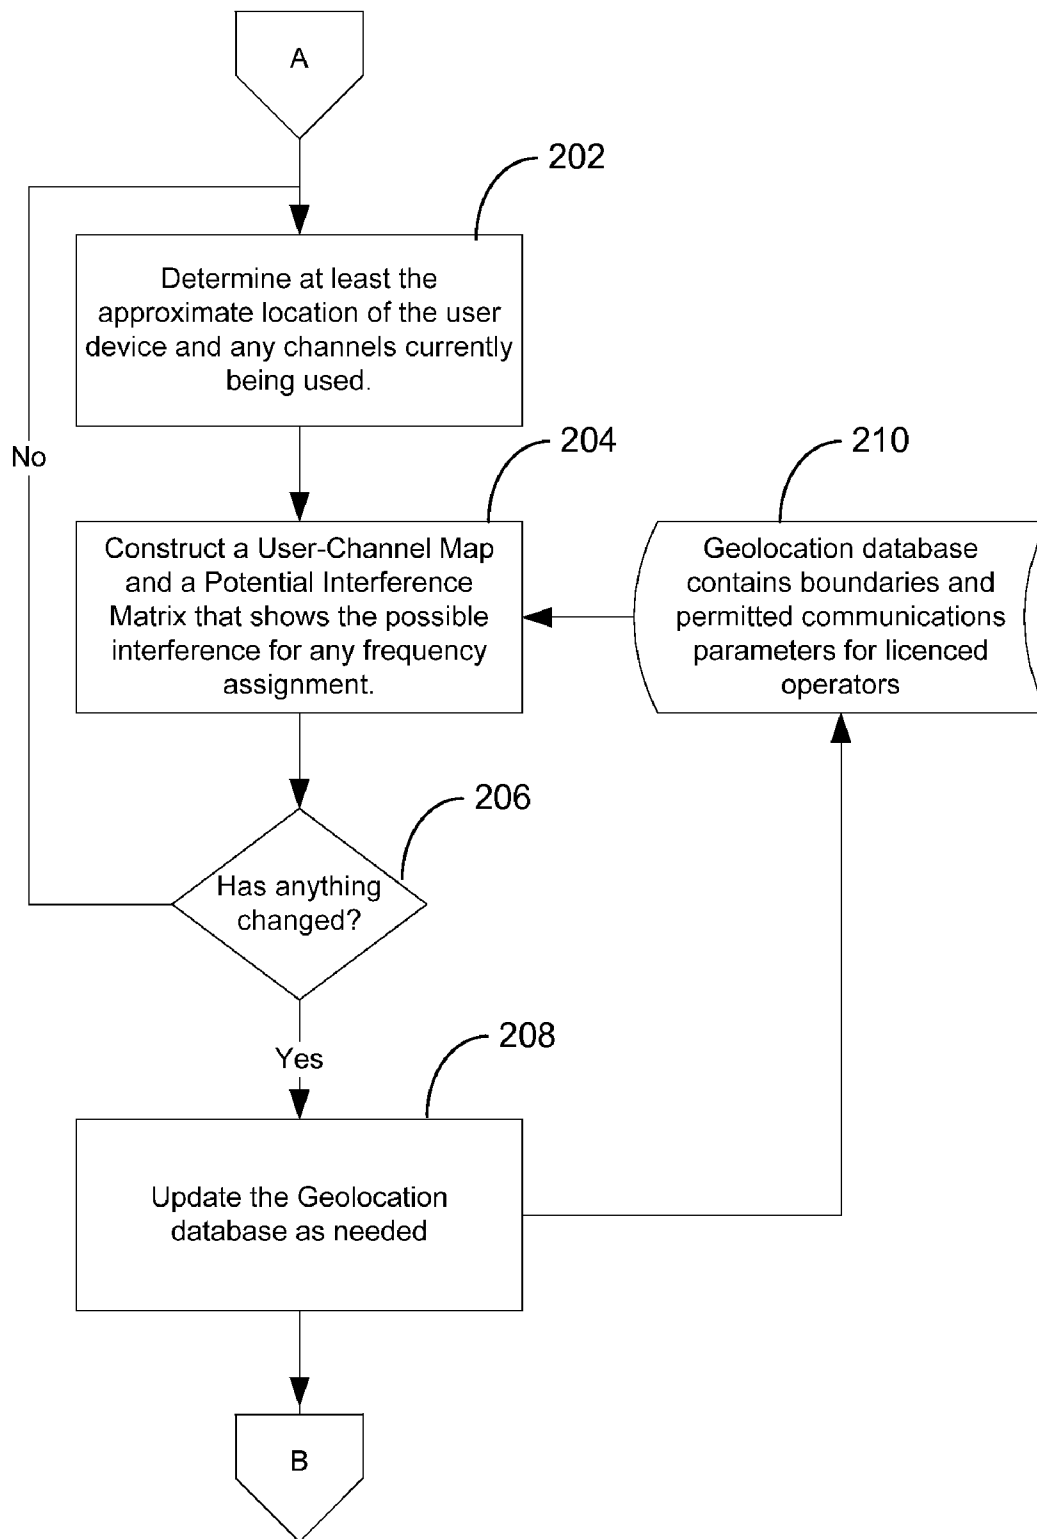 A
202
Determine at least the
approximate location of the user
device and any channels currently
being used.
No
204
Construct a User-Channel Map
and a Potential Interference
Matrix that shows the possible
interference for any frequency
assignment.
210
Geolocation database
contains boundaries and
permitted communications
parameters for licenced
operators
206
Has anything
changed?
Yes
208
Update the Geolocation
database as needed
B